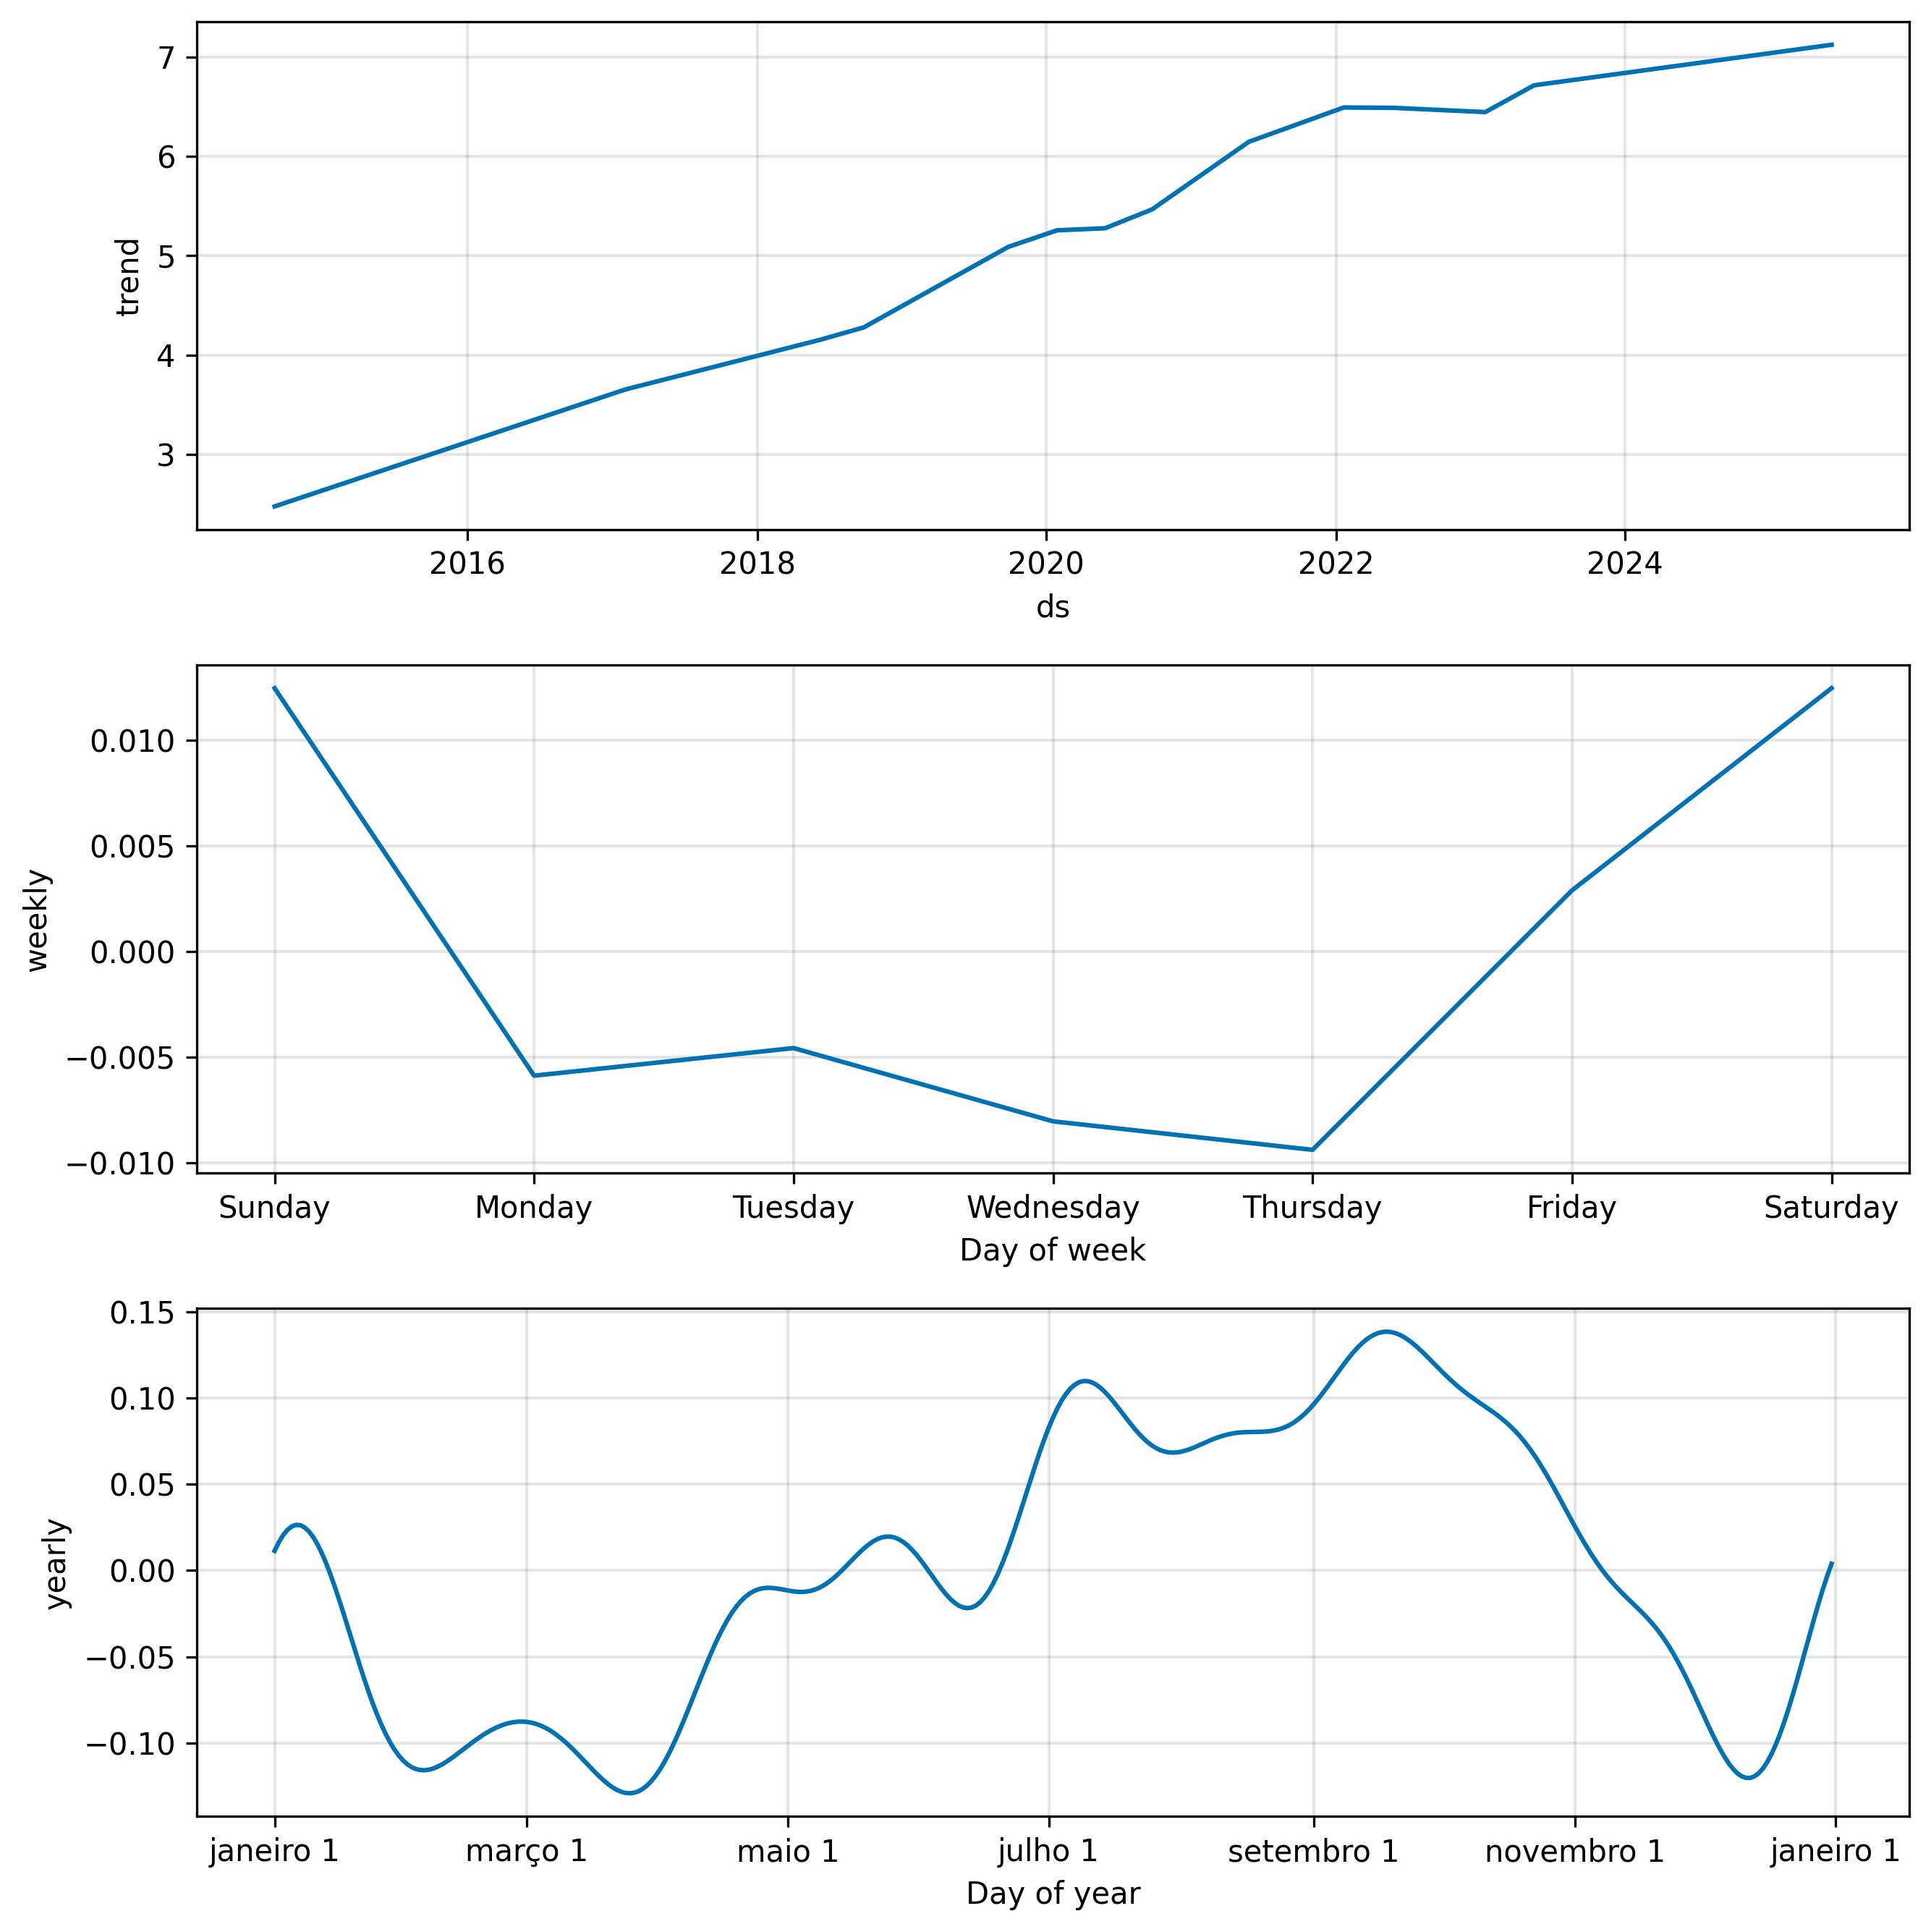 7
6
5
4
3
trend
2016 2018 2020 2022 2024
ds
0.010
0.005
0.000
−0.005
−0.010
weekly
Sunday Monday Tuesday Wednesday Thursday Friday Saturday
Day of week
0.15
0.10
0.05
0.00
−0.05
−0.10
yearly
janeiro 1 março 1 maio 1 julho 1 setembro 1 novembro 1 janeiro 1
Day of year